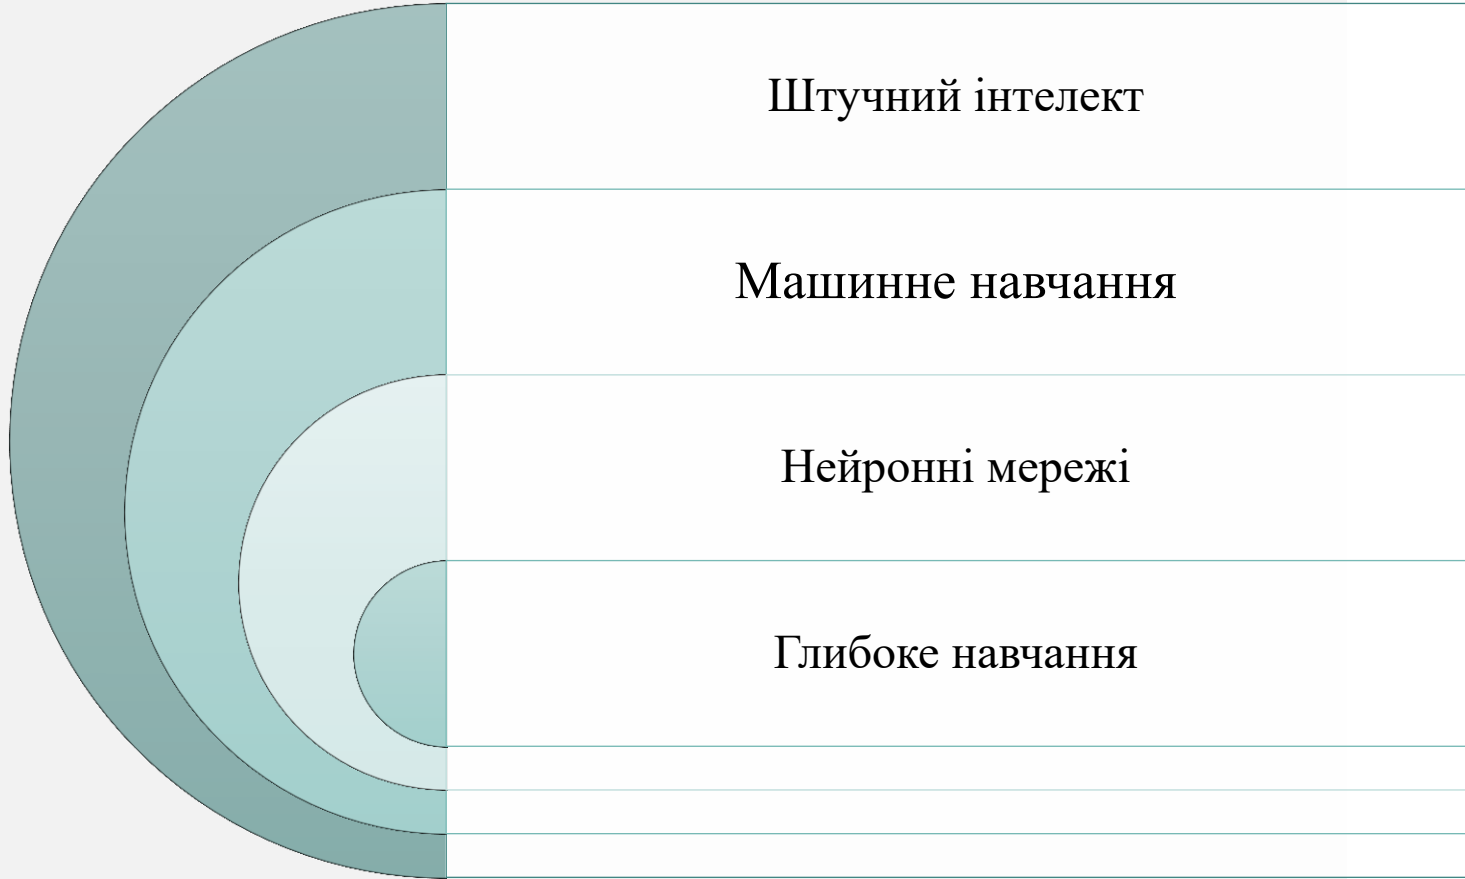 Штучний інтелект
Машинне навчання
Нейронні мережі
Глибоке навчання